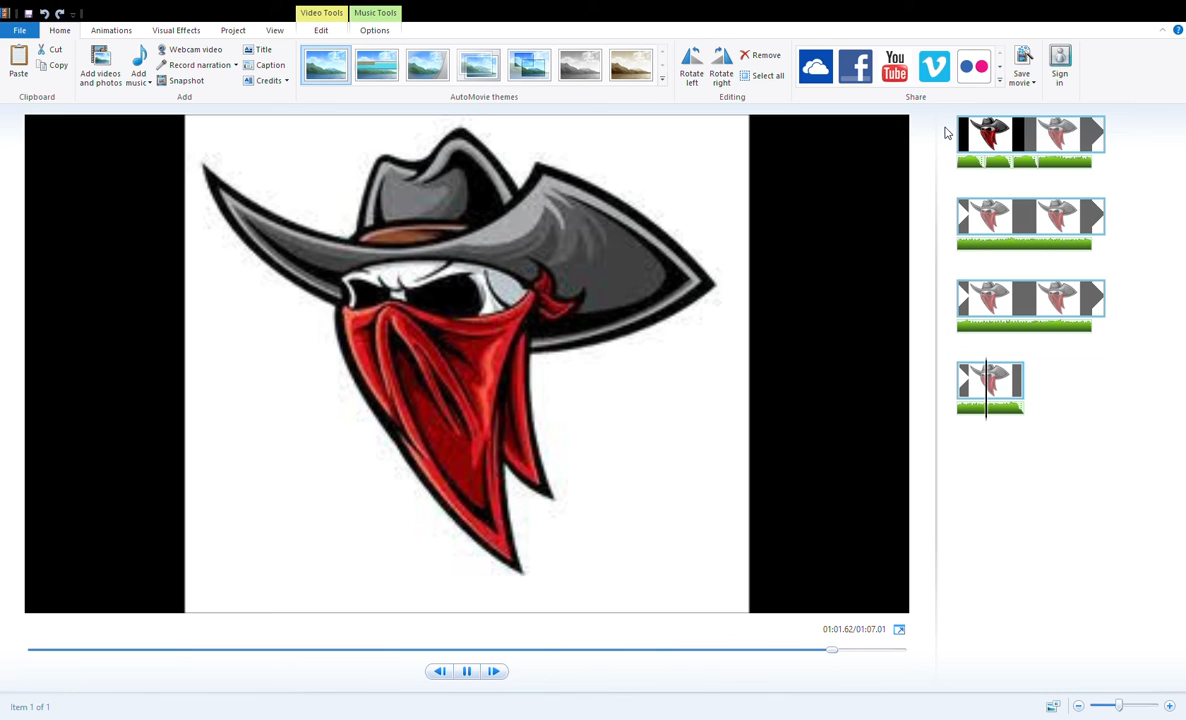 Video Tools Music Tools
File Home Animations Visual Effects Project View Edit Options
Paste
Cut
Copy
Clipboard
Add videos
and photos
Add
music
Webcam video
Record narration
Snapshot
Title
Caption
Credits
Add
AutoMovie themes
Rotate
left
Rotate
right
Remove
Select all
Editing
You
Tube
Share
Save
movie
Sign
in
01:01.62/01:07.01
Item 1 of 1